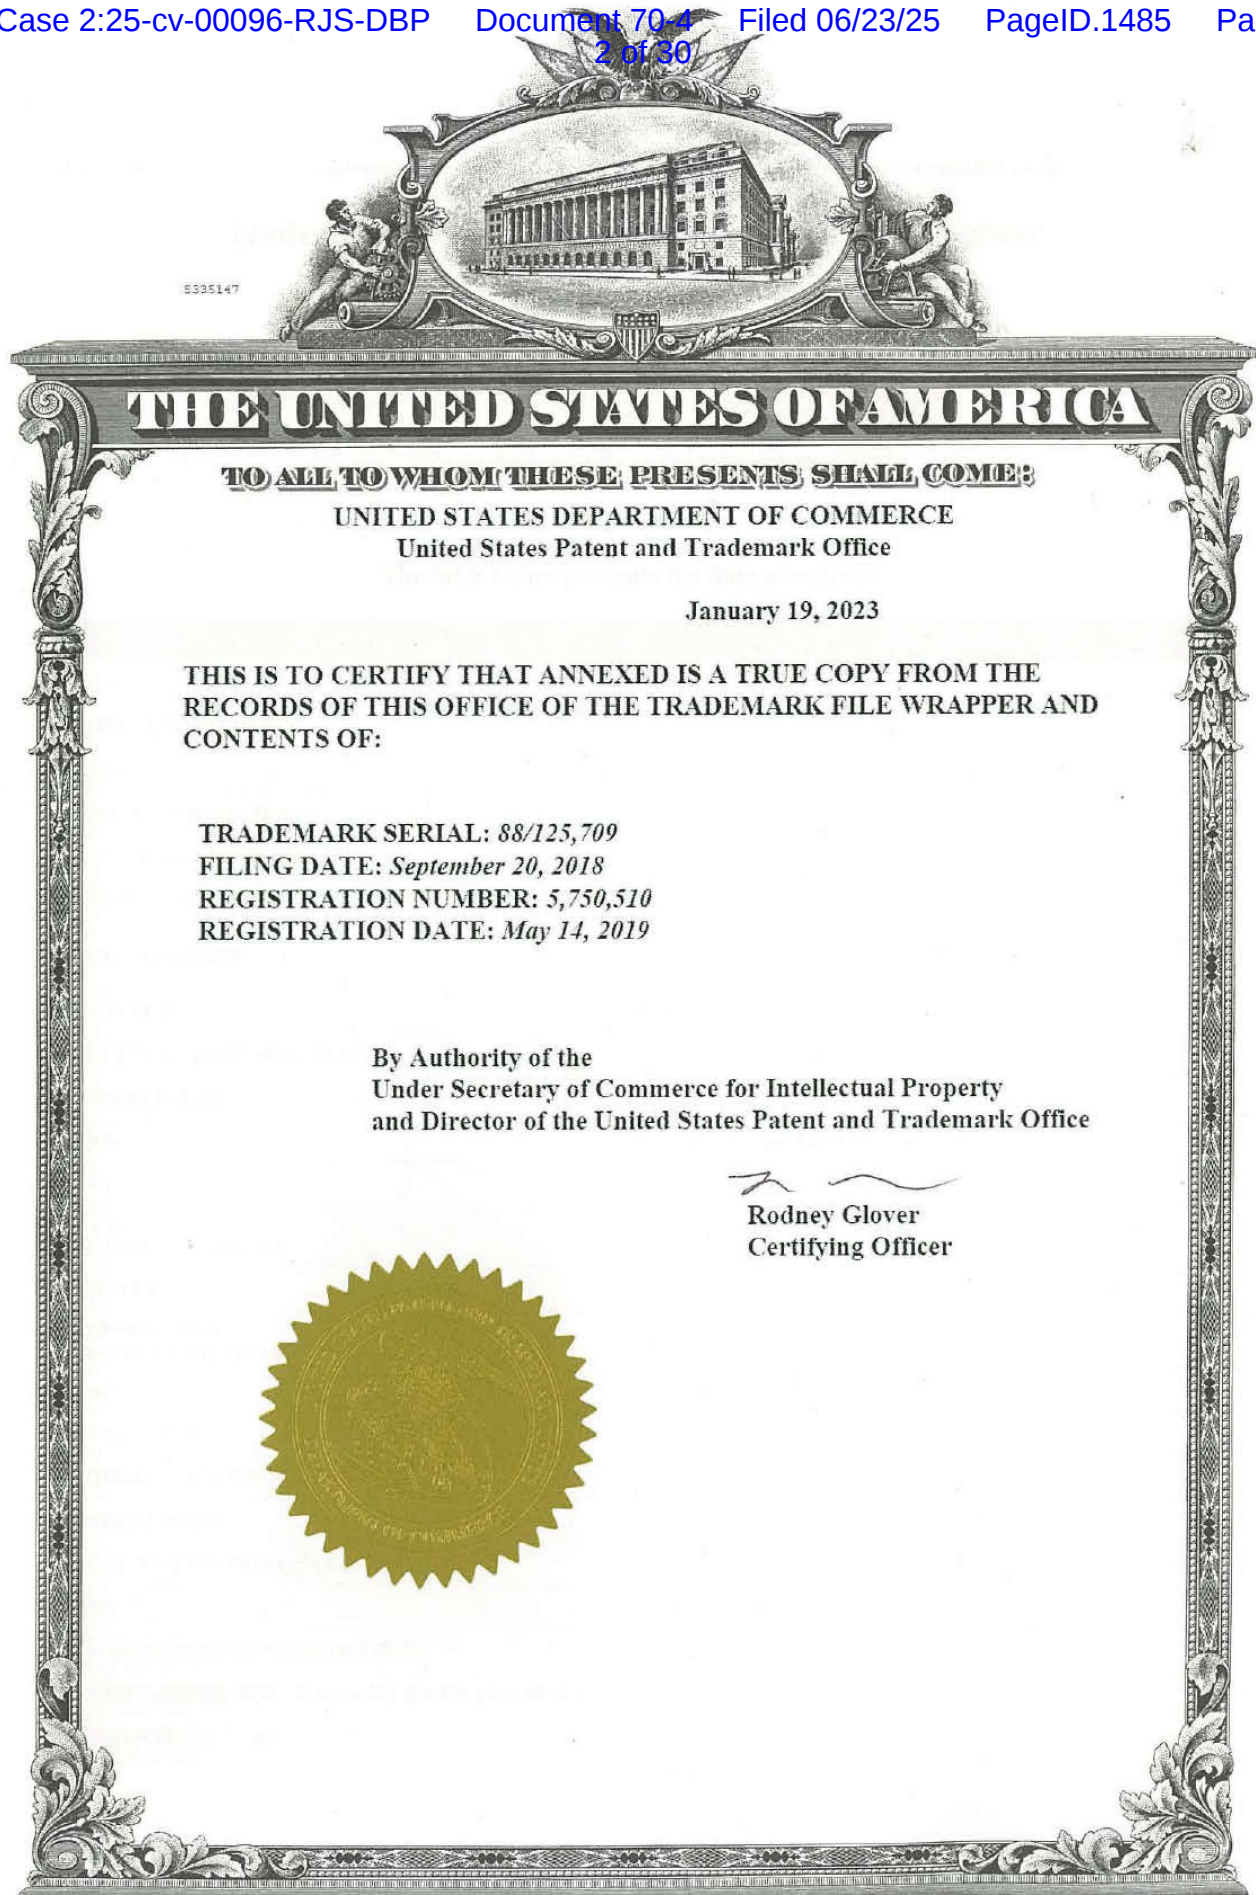 Case 2:25-cv-00096-RJS-DBP Document 70-4 Filed 06/23/25 PageID.1485 Pa
2 of 30
THE UNITED STATES OF AMERICA
TO ALL TO WHOM THESE PRESENTS SHALL COME:
UNITED STATES DEPARTMENT OF COMMERCE
United States Patent and Trademark Office
January 19, 2023
THIS IS TO CERTIFY THAT ANNEXED IS A TRUE COPY FROM THE
RECORDS OF THIS OFFICE OF THE TRADEMARK FILE WRAPPER AND
CONTENTS OF:
TRADEMARK SERIAL: 88/125,709
FILING DATE: September 20, 2018
REGISTRATION NUMBER: 5,750,510
REGISTRATION DATE: May 14, 2019
By Authority of the
Under Secretary of Commerce for Intellectual Property
and Director of the United States Patent and Trademark Office
Rodney Glover
Certifying Officer